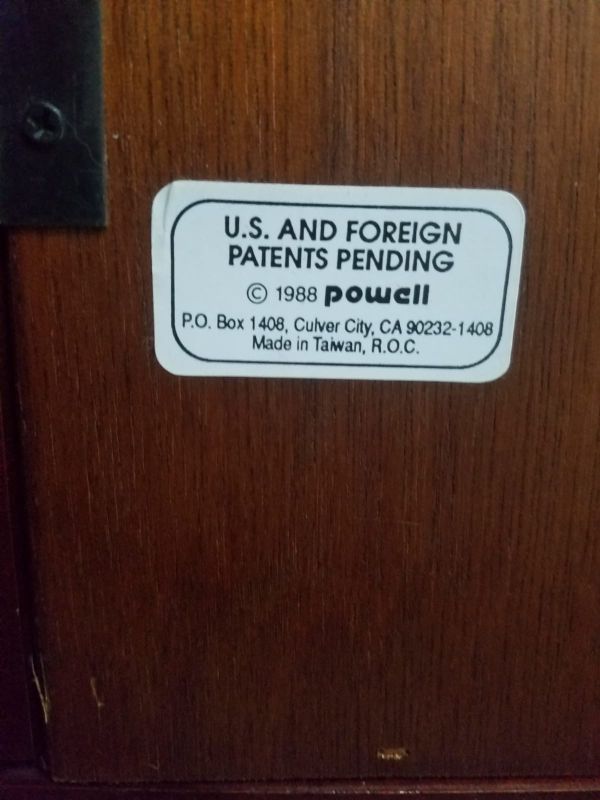 U.S. AND FOREIGN
PATENTS PENDING
© 1988 powell
P.O. Box 1408, Culver City, CA 90232-1408
Made in Taiwan, R.O.C.